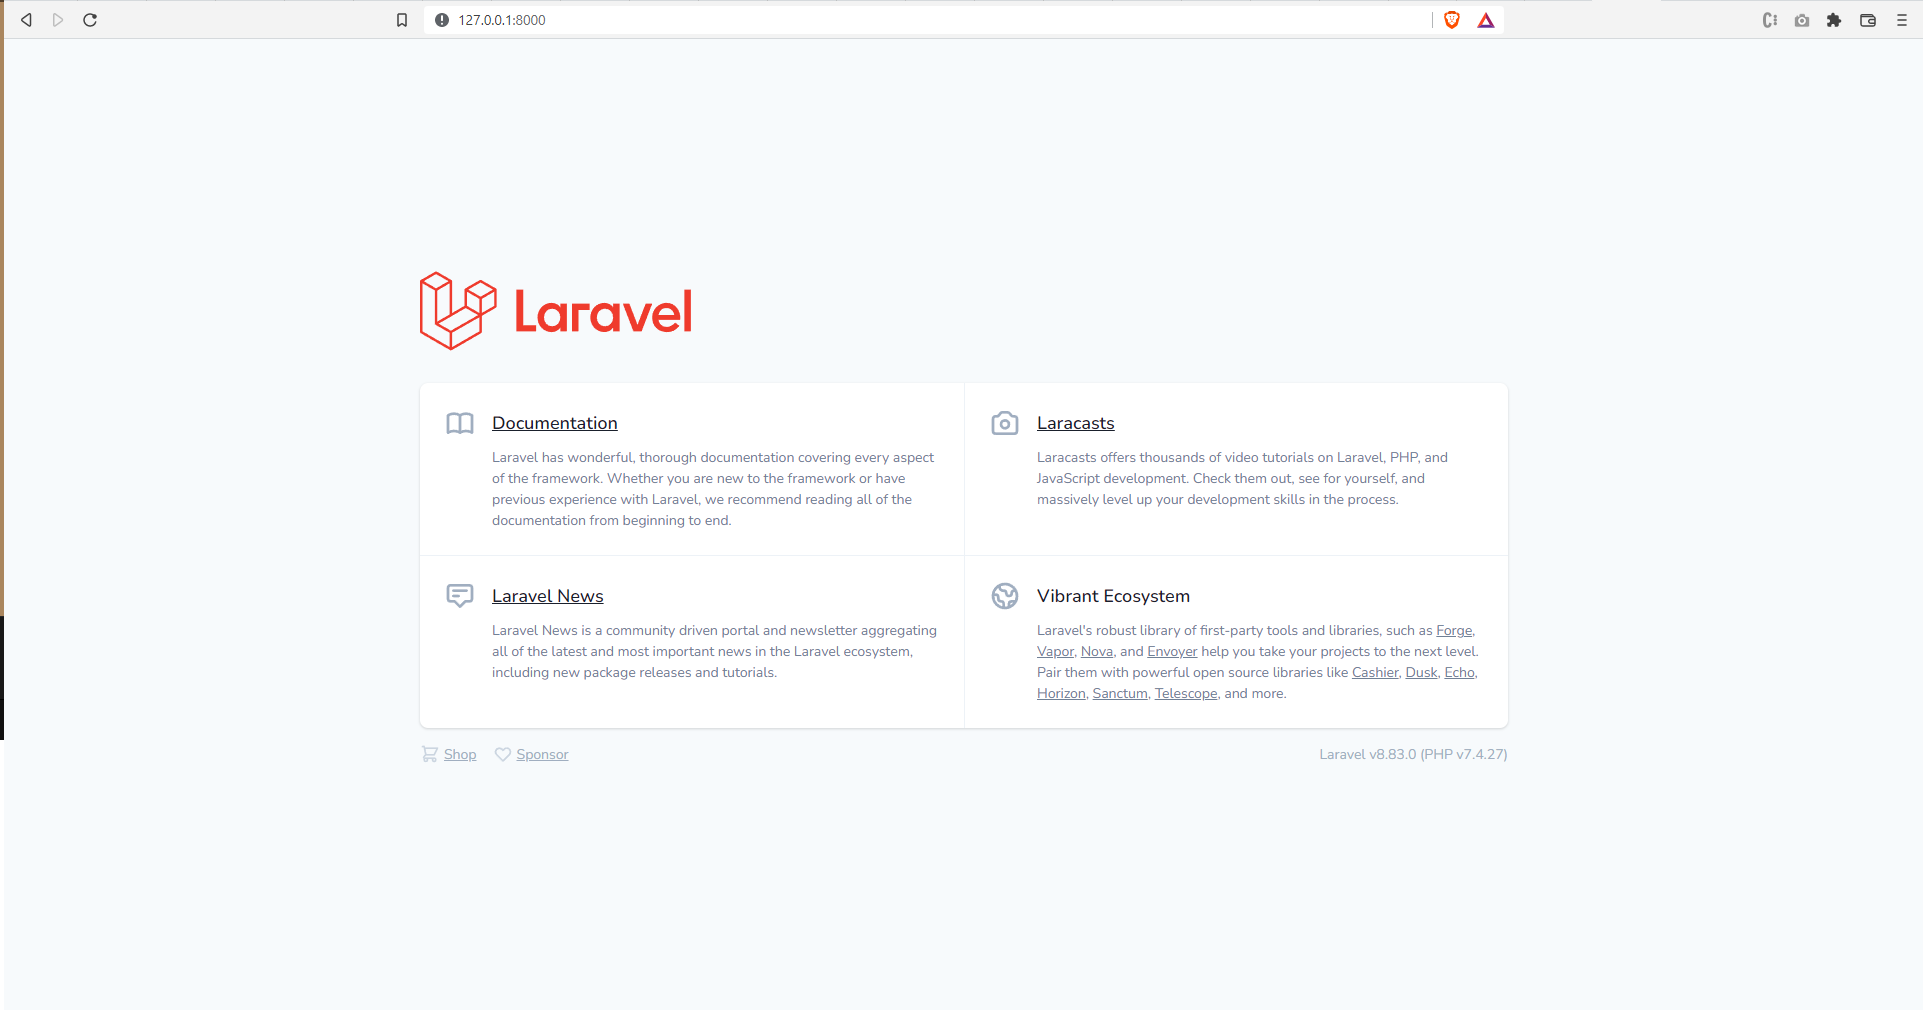 127.0.0.1:8000
Laravel
Documentation
Laravel has wonderful, thorough documentation covering every aspect
of the framework. Whether you are new to the framework or have
previous experience with Laravel, we recommend reading all of the
documentation from beginning to end.
Laracasts
Laracasts offers thousands of video tutorials on Laravel, PHP, and
JavaScript development. Check them out, see for yourself, and
massively level up your development skills in the process.
Laravel News
Laravel News is a community driven portal and newsletter aggregating
all of the latest and most important news in the Laravel ecosystem,
including new package releases and tutorials.
Vibrant Ecosystem
Laravel's robust library of first-party tools and libraries, such as Forge,
Vapor, Nova, and Envoyer help you take your projects to the next level.
Pair them with powerful open source libraries like Cashier, Dusk, Echo,
Horizon, Sanctum, Telescope, and more.
Shop Sponsor
Laravel v8.83.0 (PHP v7.4.27)